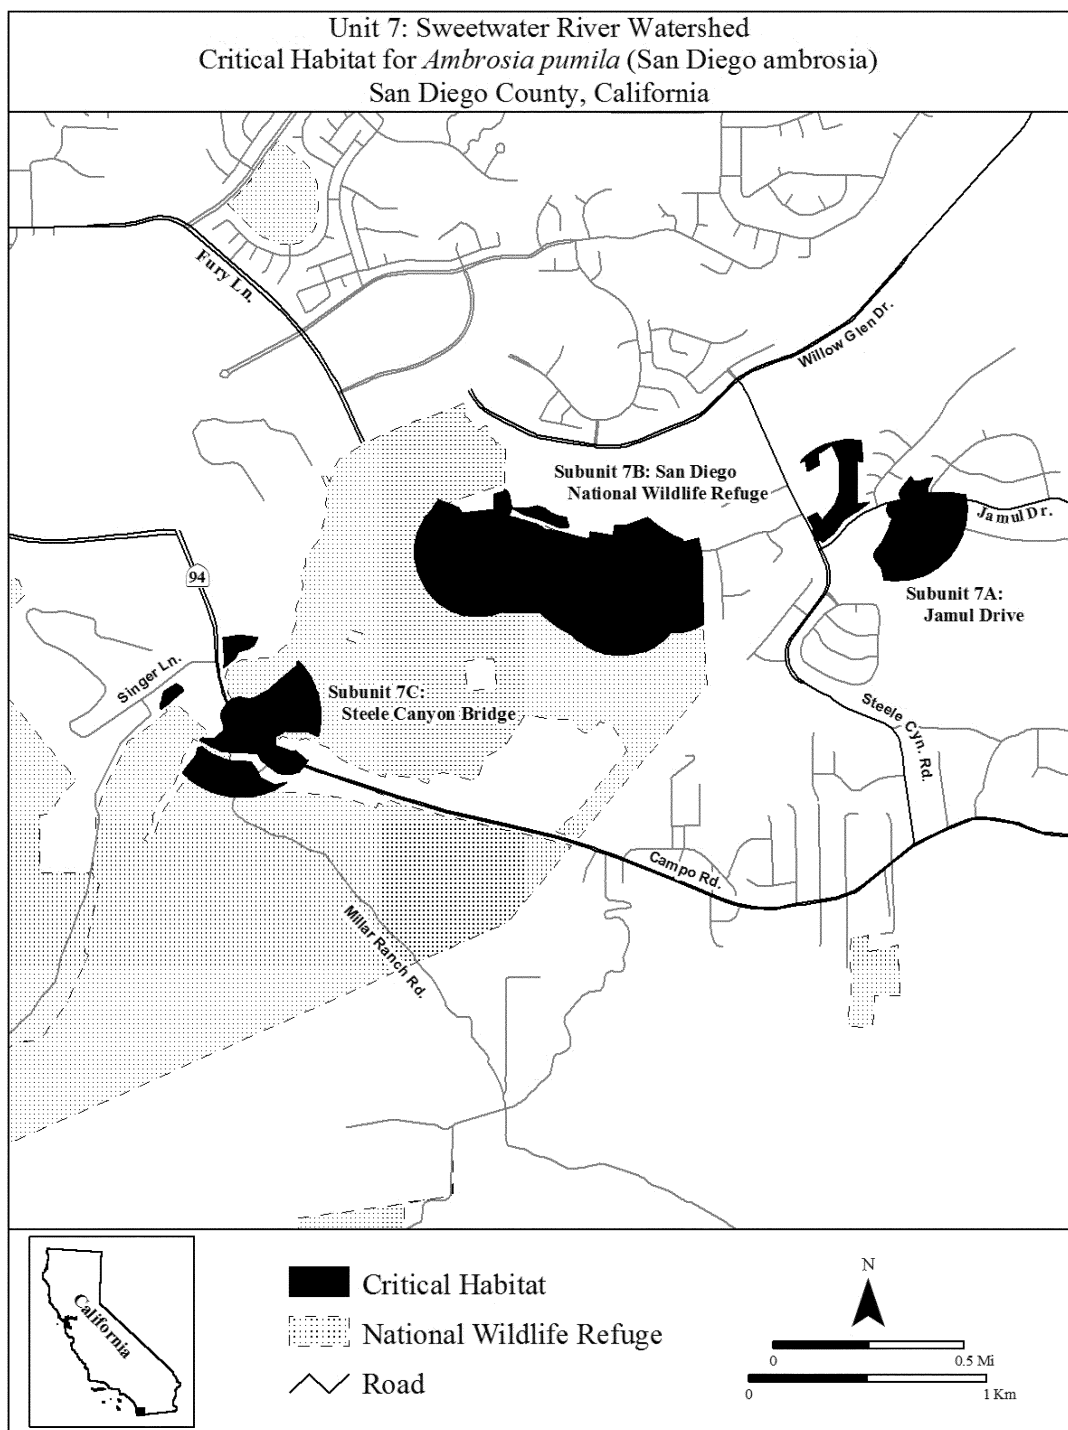 Unit 7: Sweetwater River Watershed
Critical Habitat for Ambrosia pumila (San Diego ambrosia)
San Diego County, California
Fury Ln.
Willow Glen Dr.
Subunit 7B: San Diego
National Wildlife Refuge
Jamul Dr.
94
Subunit 7A:
Jamul Drive
Singer Ln.
Subunit 7C:
Steele Canyon Bridge
Steele Cyn. Rd.
Campo Rd.
Millar Ranch Rd.
California
Critical Habitat
National Wildlife Refuge
Road
N
0 0.5 Mi
0 1 Km